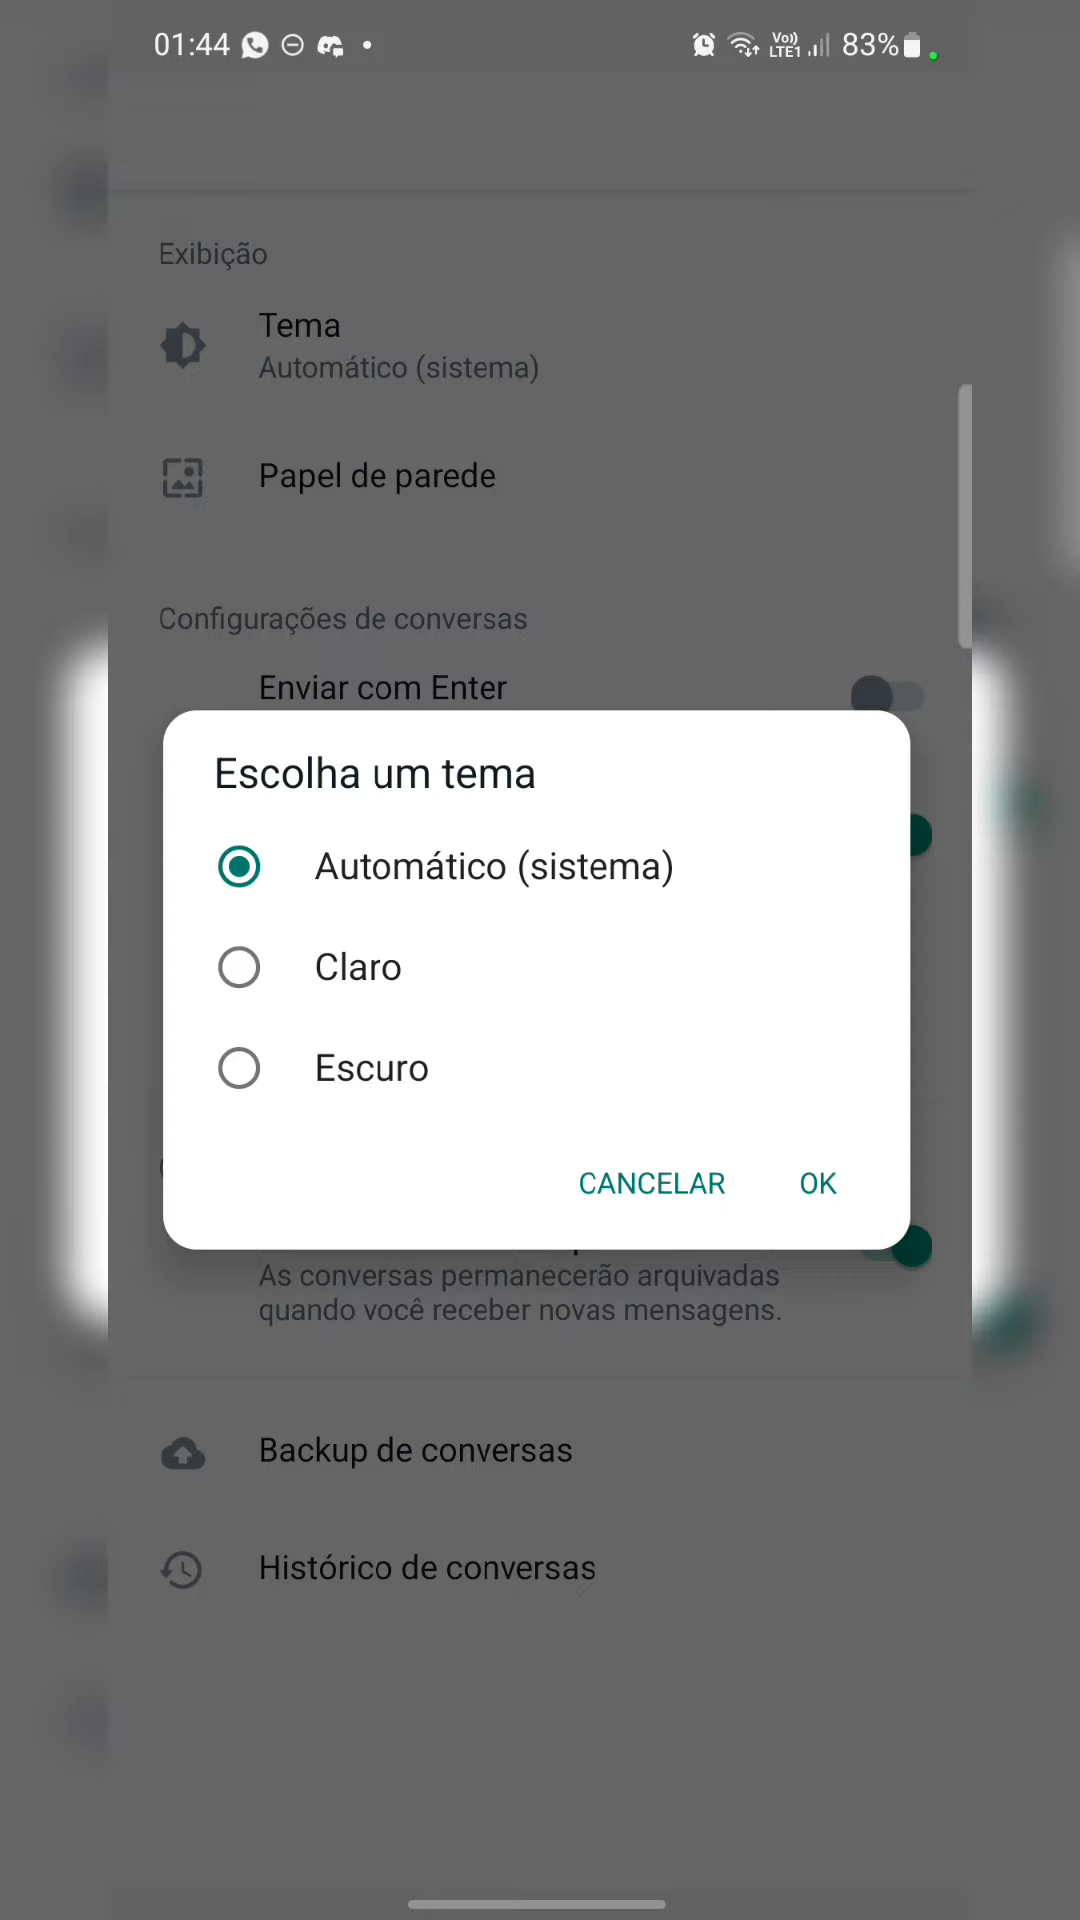 01:44
Vo))
LTE1
83%
Exibição
Tema
Automático (sistema)
Papel de parede
Configurações de conversas
Enviar com Enter
Escolha um tema
Automático (sistema)
Claro
Escuro
CANCELAR OK
As conversas permanecerão arquivadas
quando você receber novas mensagens.
Backup de conversas
Histórico de conversas